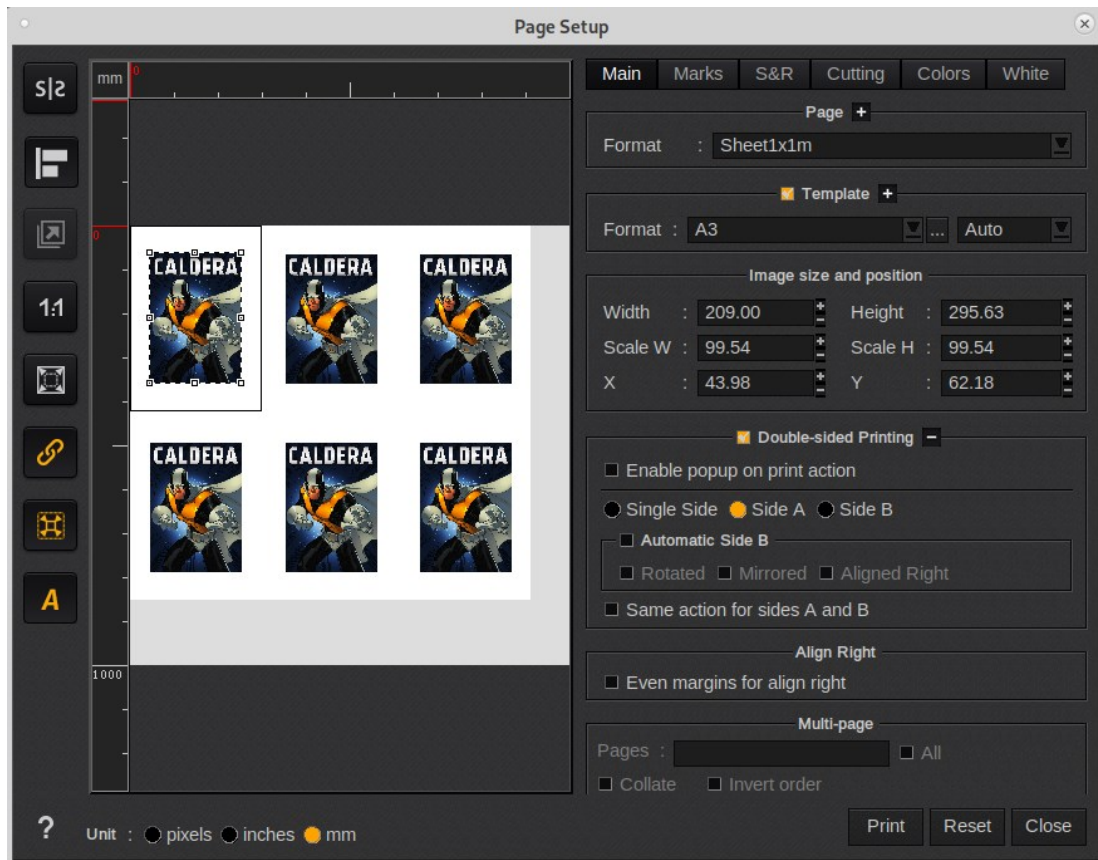 Page Setup
S|S
mm 0
Main Marks S&R Cutting Colors White
Page +
Format : Sheet1x1m
Template +
Format : A3 ... Auto
0
Image size and position
Width : 209.00 Height : 295.63
Scale W : 99.54 Scale H : 99.54
X : 43.98 Y : 62.18
CALDERA CALDERA CALDERA
1:1
Double-sided Printing -
Enable popup on print action
Single Side Side A Side B
Automatic Side B
Rotated Mirrored Aligned Right
Same action for sides A and B
CALDERA CALDERA CALDERA
A
Align Right
Even margins for align right
1000
Multi-page
Pages : All
Collate Invert order
? Unit : pixels inches mm
Print Reset Close